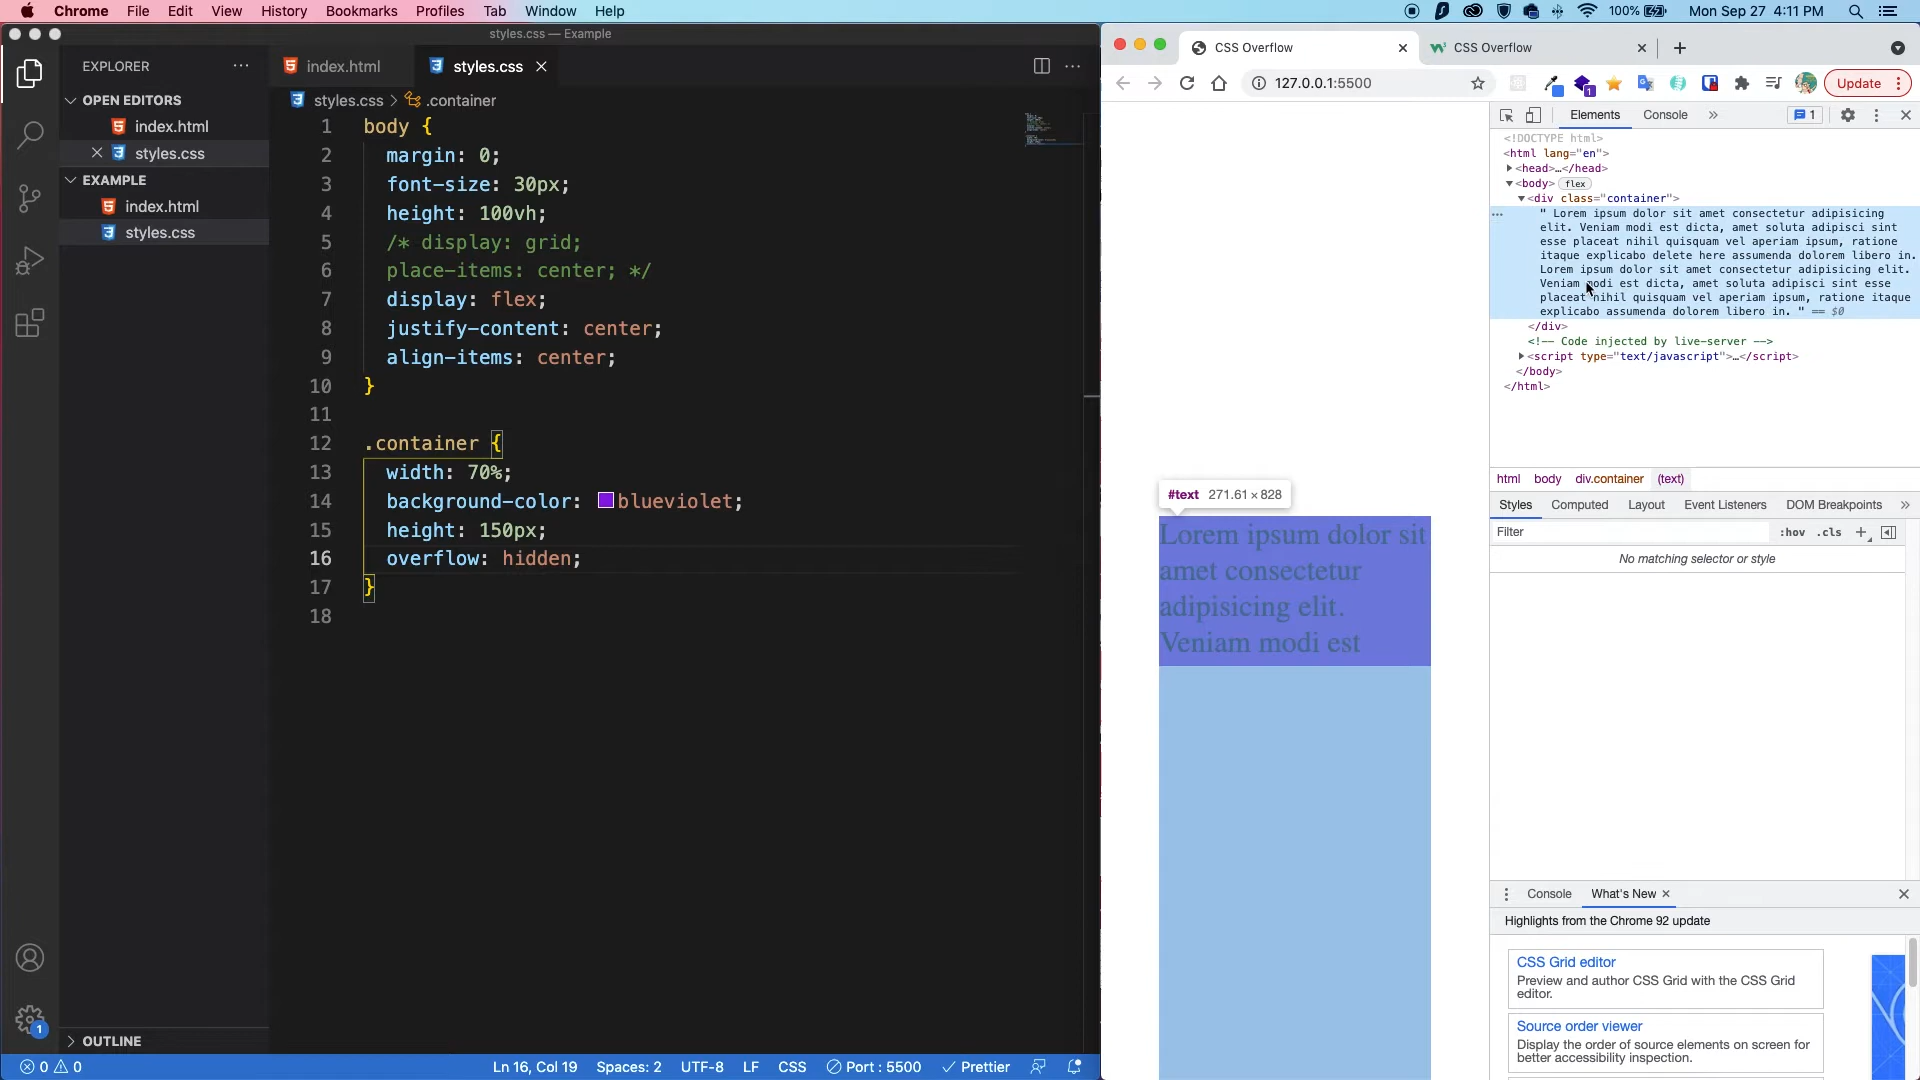 Chrome File Edit View History Bookmarks Profiles Tab Window Help
100% Mon Sep 27 4:11 PM
styles.css — Example
EXPLORER
OPEN EDITORS
index.html
styles.css
EXAMPLE
index.html
styles.css
OUTLINE
index.html
styles.css
styles.css > .container
1 body {
2 margin: 0;
3 font-size: 30px;
4 height: 100vh;
5 /* display: grid;
6 place-items: center; */
7 display: flex;
8 justify-content: center;
9 align-items: center;
10 }
11
12 .container {
13 width: 70%;
14 background-color: blueviolet;
15 height: 150px;
16 overflow: hidden;
17 }
18
1
0 0
Ln 16, Col 19 Spaces: 2 UTF-8 LF CSS Port : 5500 Prettier
CSS Overflow
CSS Overflow
127.0.0.1:5500
1
Update
#text 271.61 × 828
Lorem ipsum dolor sit
amet consectetur
adipisicing elit.
Veniam modi est
Elements Console » 1
<!DOCTYPE html>
<html lang="en">
<head>…</head>
<body> flex
<div class="container">
" Lorem ipsum dolor sit amet consectetur adipisicing
elit. Veniam modi est dicta, amet soluta adipisci sint
esse placeat nihil quisquam vel aperiam ipsum, ratione
itaque explicabo delete here assumenda dolorem libero in.
Lorem ipsum dolor sit amet consectetur adipisicing elit.
Veniam modi est dicta, amet soluta adipisci sint esse
placeat nihil quisquam vel aperiam ipsum, ratione itaque
explicabo assumenda dolorem libero in. " == $0
</div>
<!-- Code injected by live-server -->
<script type="text/javascript">…</script>
</body>
</html>
html body div.container (text)
Styles Computed Layout Event Listeners DOM Breakpoints »
Filter :hov .cls +
No matching selector or style
Console What's New ×
Highlights from the Chrome 92 update
CSS Grid editor
Preview and author CSS Grid with the CSS Grid
editor.
Source order viewer
Display the order of source elements on screen for
better accessibility inspection.